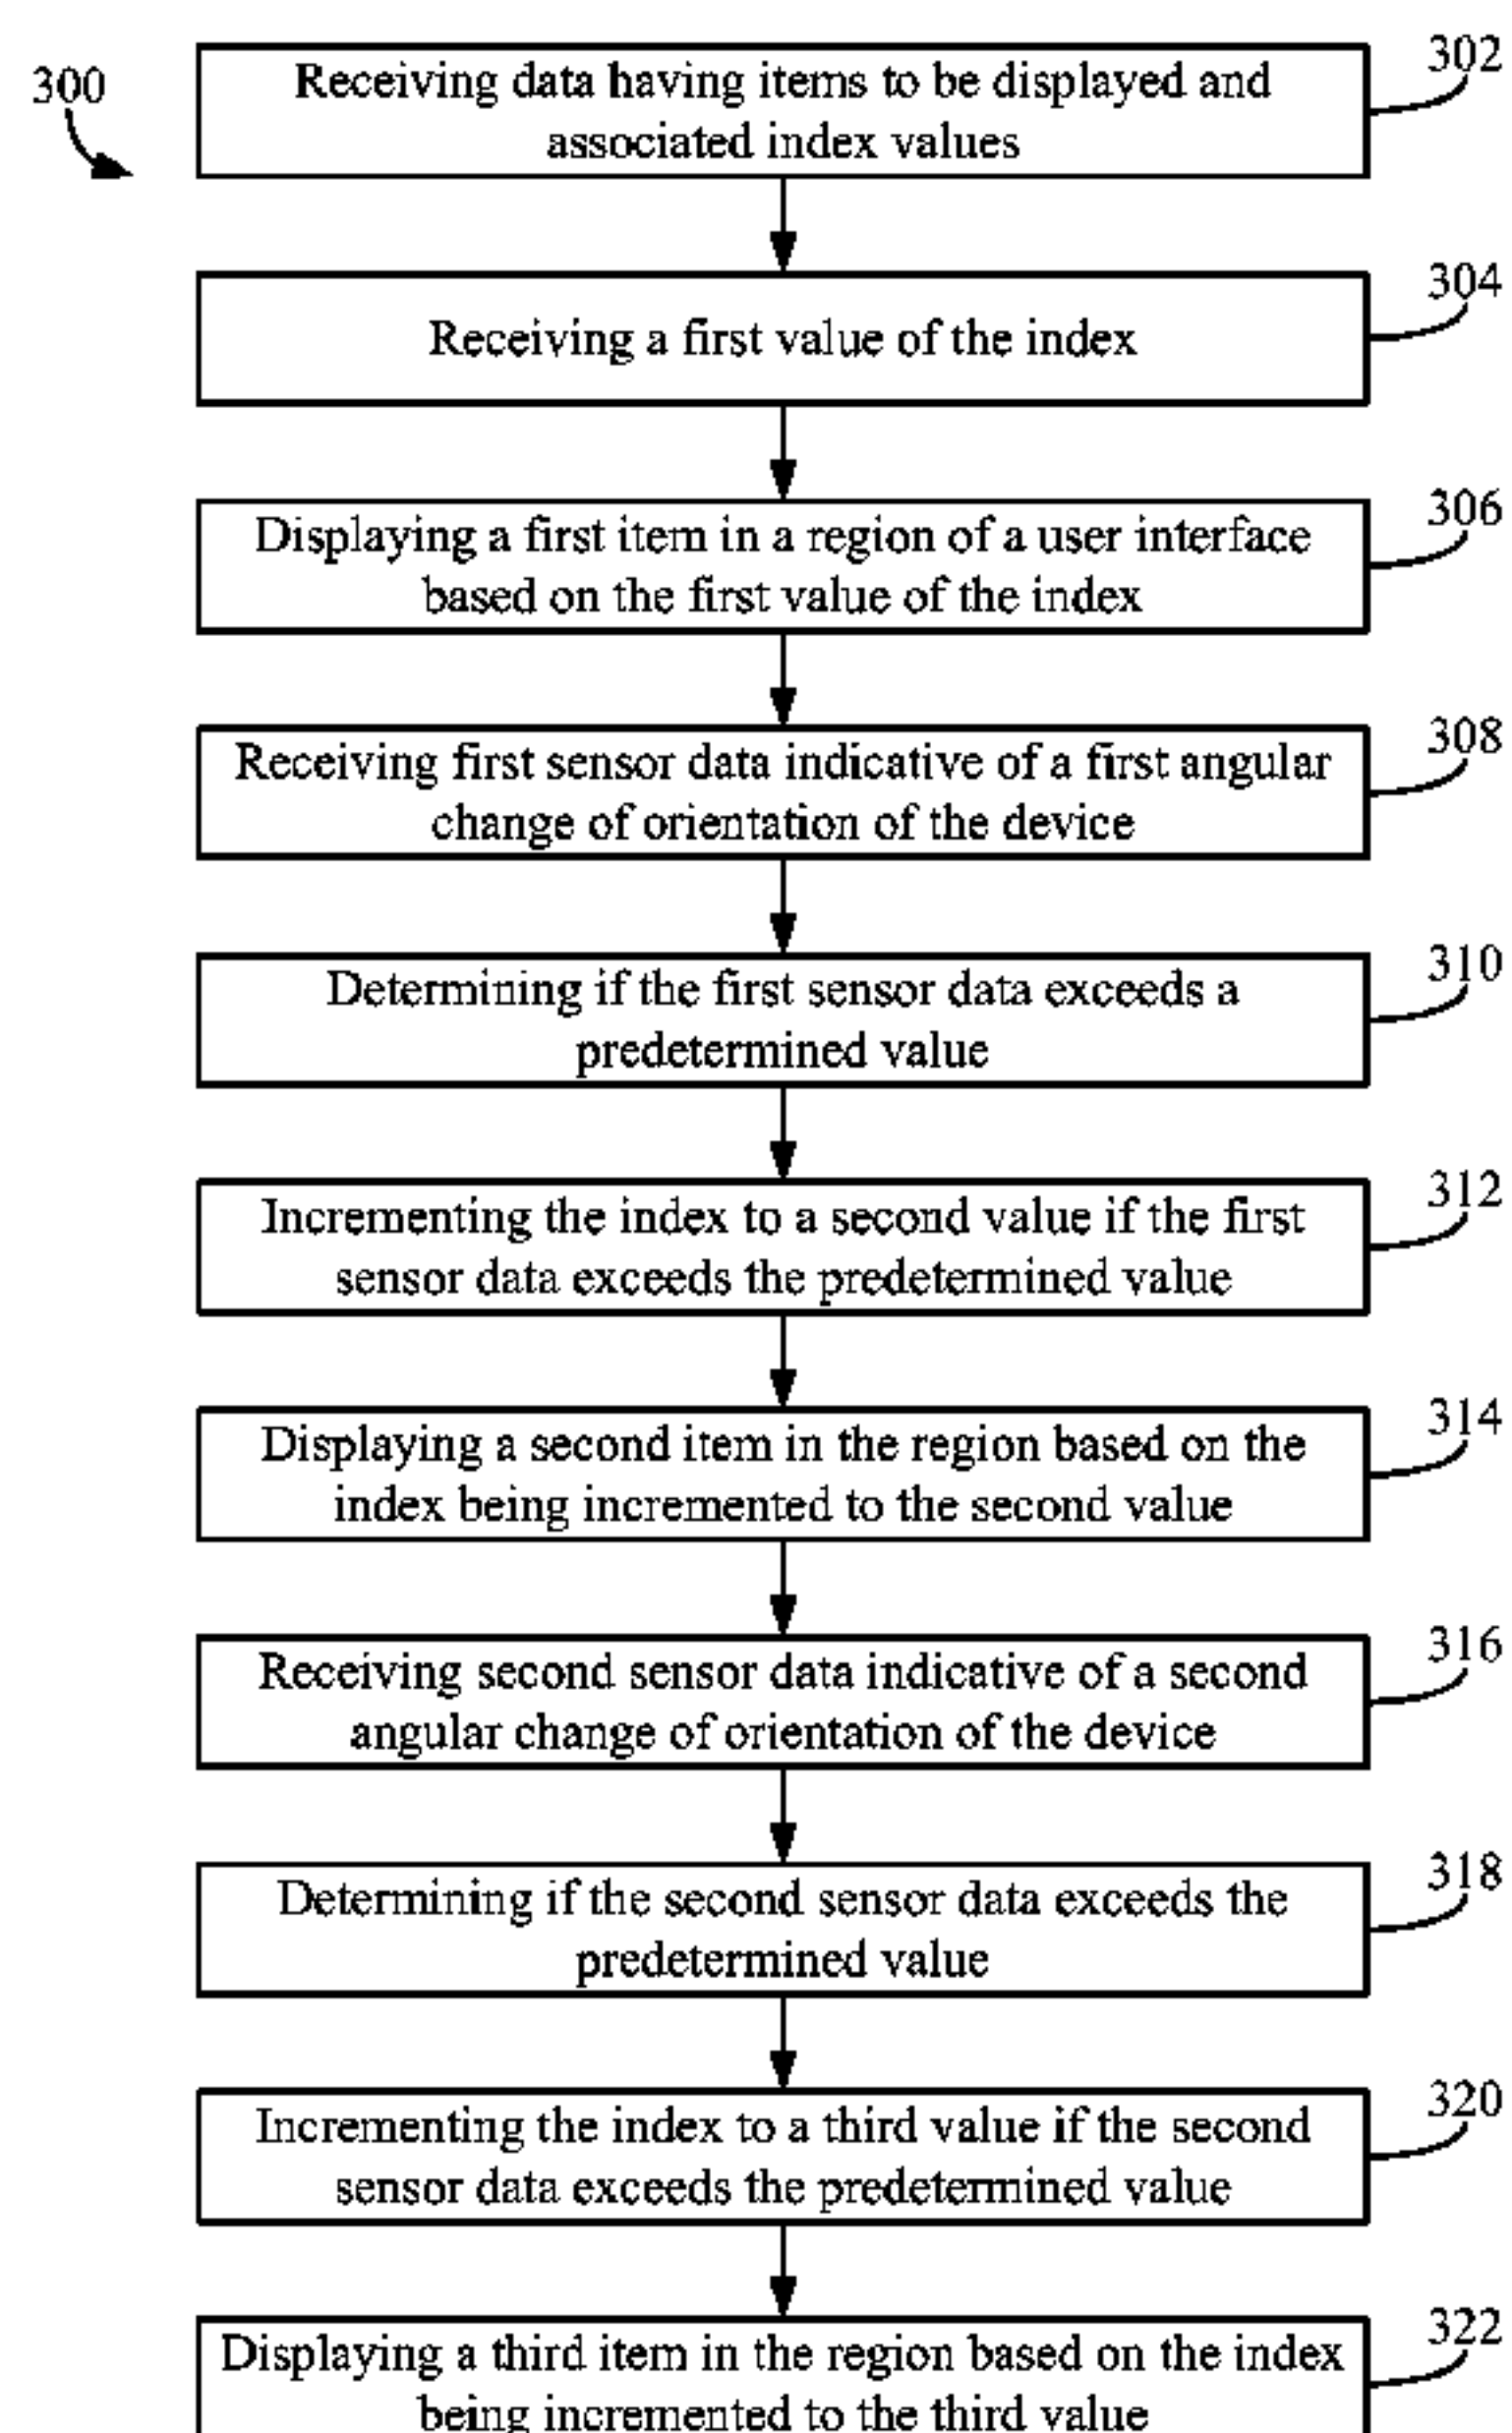 300
Receiving data having items to be displayed and
associated index values
302
Receiving a first value of the index
304
Displaying a first item in a region of a user interface
based on the first value of the index
306
Receiving first sensor data indicative of a first angular
change of orientation of the device
308
Determining if the first sensor data exceeds a
predetermined value
310
Incrementing the index to a second value if the first
sensor data exceeds the predetermined value
312
Displaying a second item in the region based on the
index being incremented to the second value
314
Receiving second sensor data indicative of a second
angular change of orientation of the device
316
Determining if the second sensor data exceeds the
predetermined value
318
Incrementing the index to a third value if the second
sensor data exceeds the predetermined value
320
Displaying a third item in the region based on the index
being incremented to the third value
322